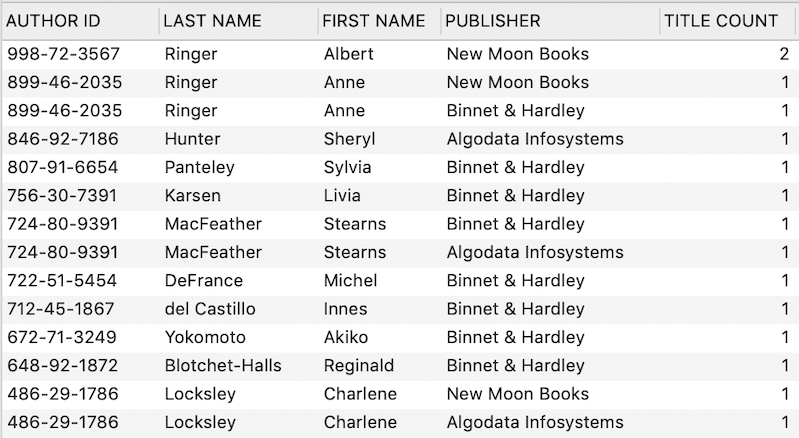 AUTHOR ID LAST NAME FIRST NAME PUBLISHER TITLE COUNT
998-72-3567 Ringer Albert New Moon Books 2
899-46-2035 Ringer Anne New Moon Books 1
899-46-2035 Ringer Anne Binnet & Hardley 1
846-92-7186 Hunter Sheryl Algodata Infosystems 1
807-91-6654 Panteley Sylvia Binnet & Hardley 1
756-30-7391 Karsen Livia Binnet & Hardley 1
724-80-9391 MacFeather Stearns Binnet & Hardley 1
724-80-9391 MacFeather Stearns Algodata Infosystems 1
722-51-5454 DeFrance Michel Binnet & Hardley 1
712-45-1867 del Castillo Innes Binnet & Hardley 1
672-71-3249 Yokomoto Akiko Binnet & Hardley 1
648-92-1872 Blotchet-Halls Reginald Binnet & Hardley 1
486-29-1786 Locksley Charlene New Moon Books 1
486-29-1786 Locksley Charlene Algodata Infosystems 1